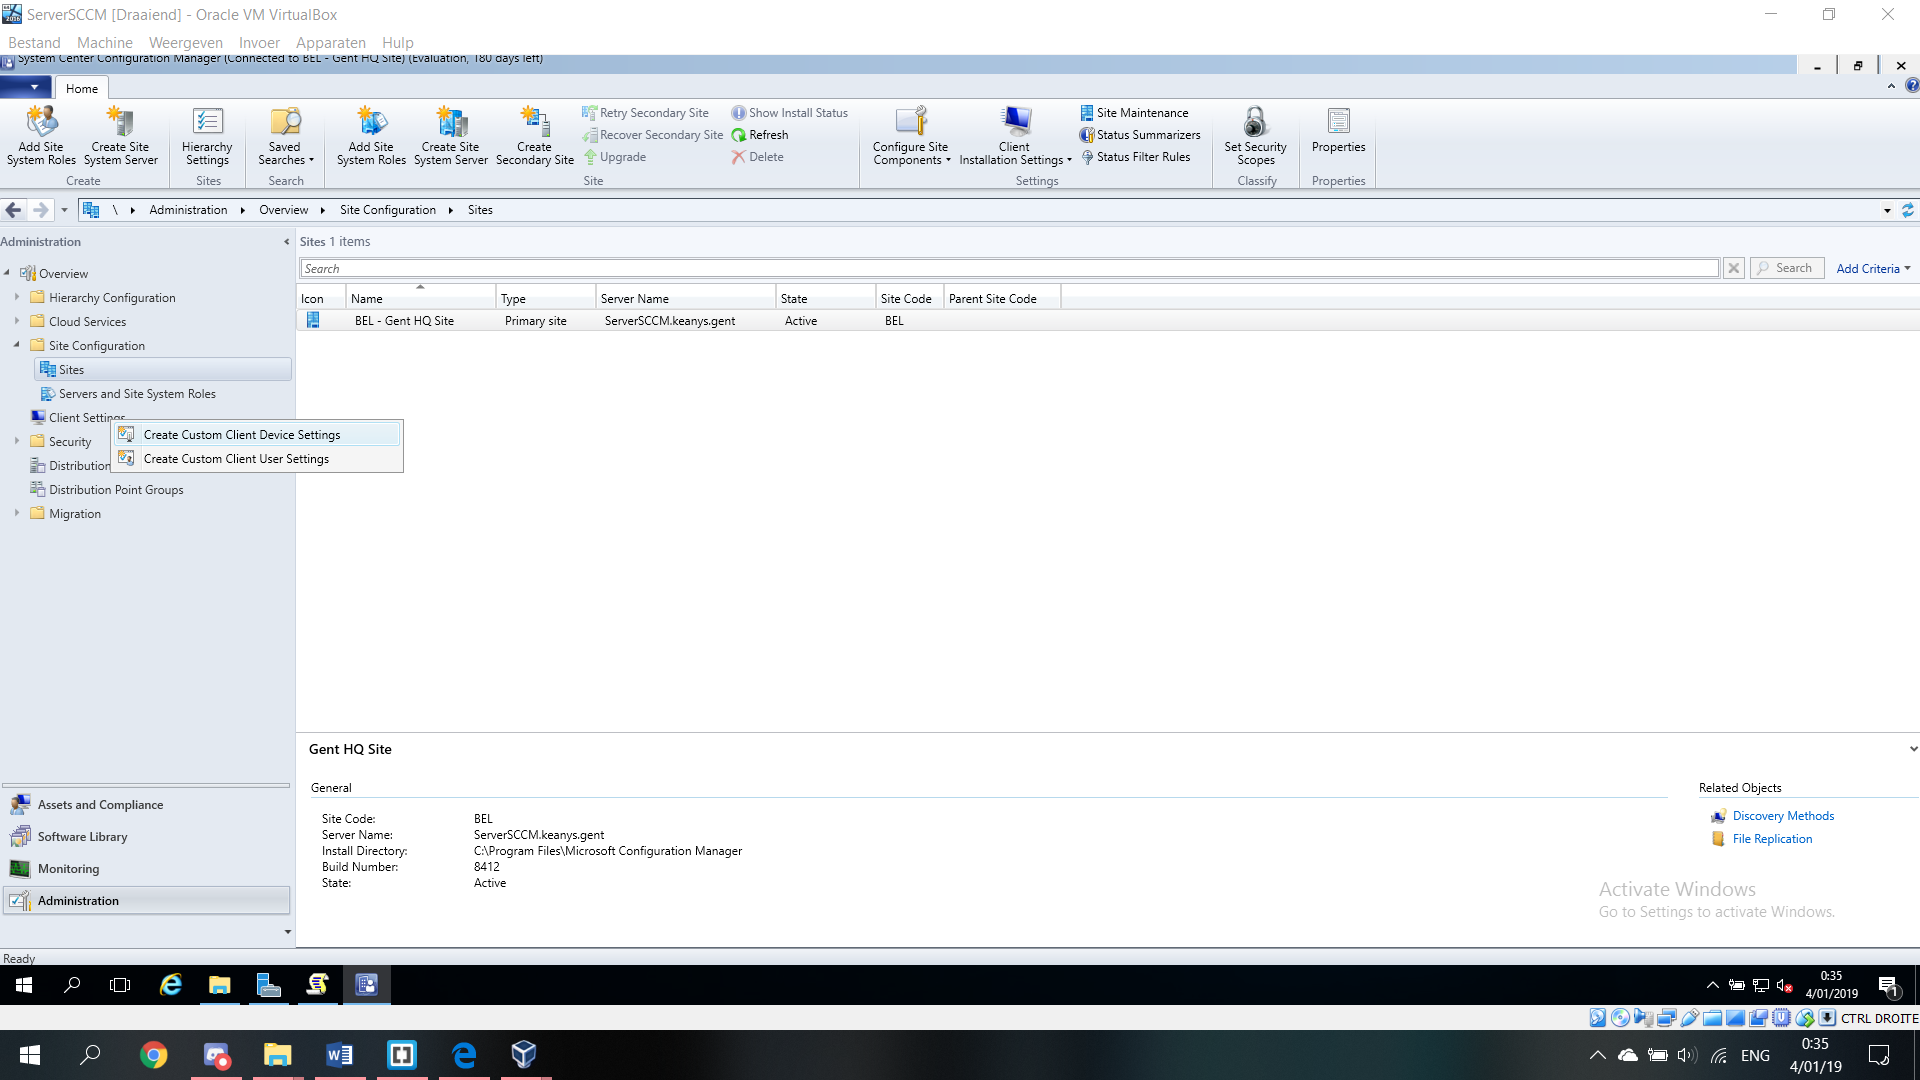 ServerSCCM [Draaiend] - Oracle VM VirtualBox
Bestand Machine Weergeven Invoer Apparaten Hulp
System Center Configuration Manager (Connected to BEL - Gent HQ Site) (Evaluation, 180 days left)
Home
Add Site System Roles
Create Site System Server
Create
Hierarchy Settings
Sites
Saved Searches
Search
Add Site System Roles
Create Site System Server
Create Secondary Site
Retry Secondary Site
Recover Secondary Site
Upgrade
Show Install Status
Refresh
Delete
Site
Configure Site Components
Client Installation Settings
Site Maintenance
Status Summarizers
Status Filter Rules
Settings
Set Security Scopes
Classify
Properties
Properties
\ Administration Overview Site Configuration Sites
Administration
Overview
Hierarchy Configuration
Cloud Services
Site Configuration
Sites
Servers and Site System Roles
Client Settings
Security
Distribution
Distribution Point Groups
Migration
Create Custom Client Device Settings
Create Custom Client User Settings
Sites 1 items
Search
Search
Add Criteria
Icon Name Type Server Name State Site Code Parent Site Code
BEL - Gent HQ Site Primary site ServerSCCM.keanys.gent Active BEL
Gent HQ Site
General
Site Code: BEL
Server Name: ServerSCCM.keanys.gent
Install Directory: C:\Program Files\Microsoft Configuration Manager
Build Number: 8412
State: Active
Related Objects
Discovery Methods
File Replication
Activate Windows
Go to Settings to activate Windows.
Assets and Compliance
Software Library
Monitoring
Administration
Ready
0:35
4/01/2019
1
CTRL DROITE
ENG
0:35
4/01/19